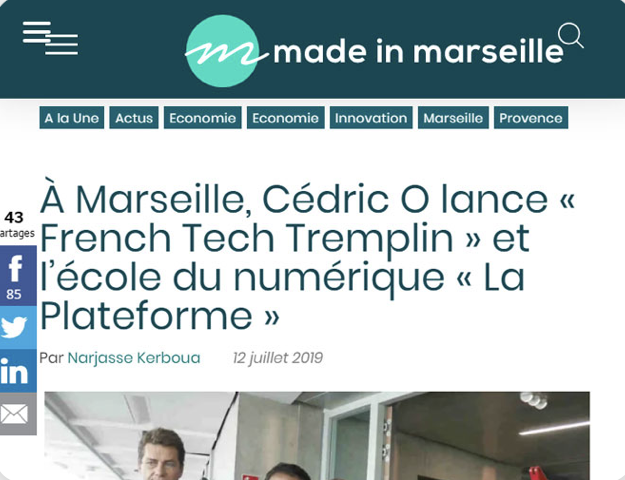 made in marseille
A la Une Actus Economie Economie Innovation Marseille Provence
À Marseille, Cédric O lance «
French Tech Tremplin » et
l'école du numérique « La
Plateforme »
Par Narjasse Kerboua 12 juillet 2019
43
artages
85